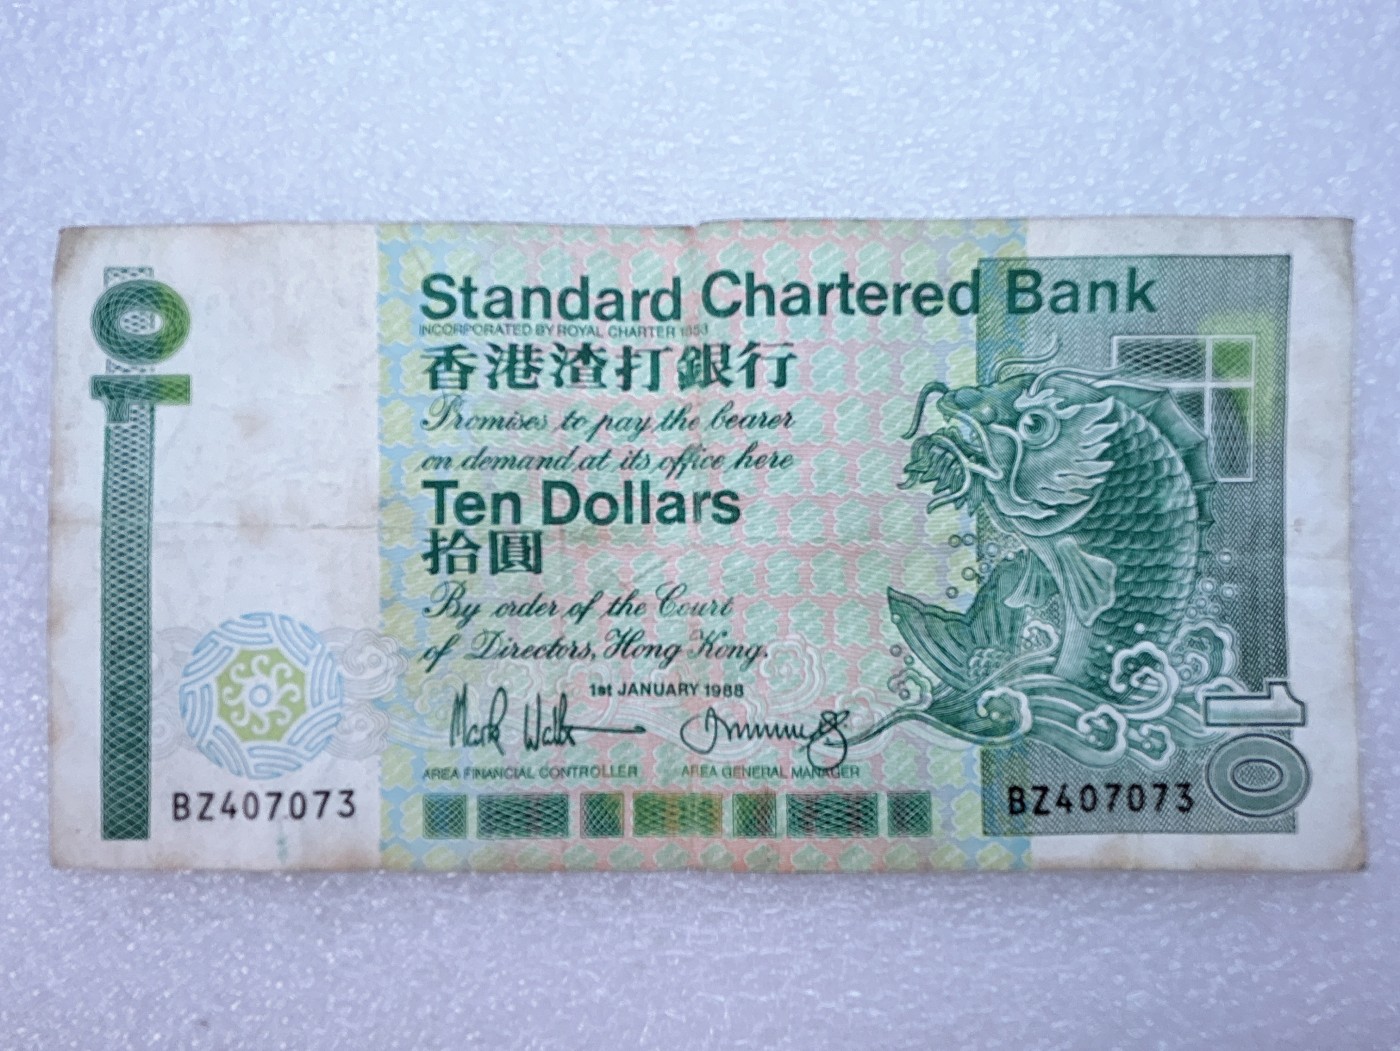 10
Standard Chartered Bank
INCORPORATED BY ROYAL CHARTER 1853
香港渣打銀行
Promises to pay the bearer
on demand at its office here
Ten Dollars
拾圓
By order of the Court
of Directors, Hong Kong.
1st JANUARY 1988
AREA FINANCIAL CONTROLLER AREA GENERAL MANAGER
10
BZ407073 BZ407073